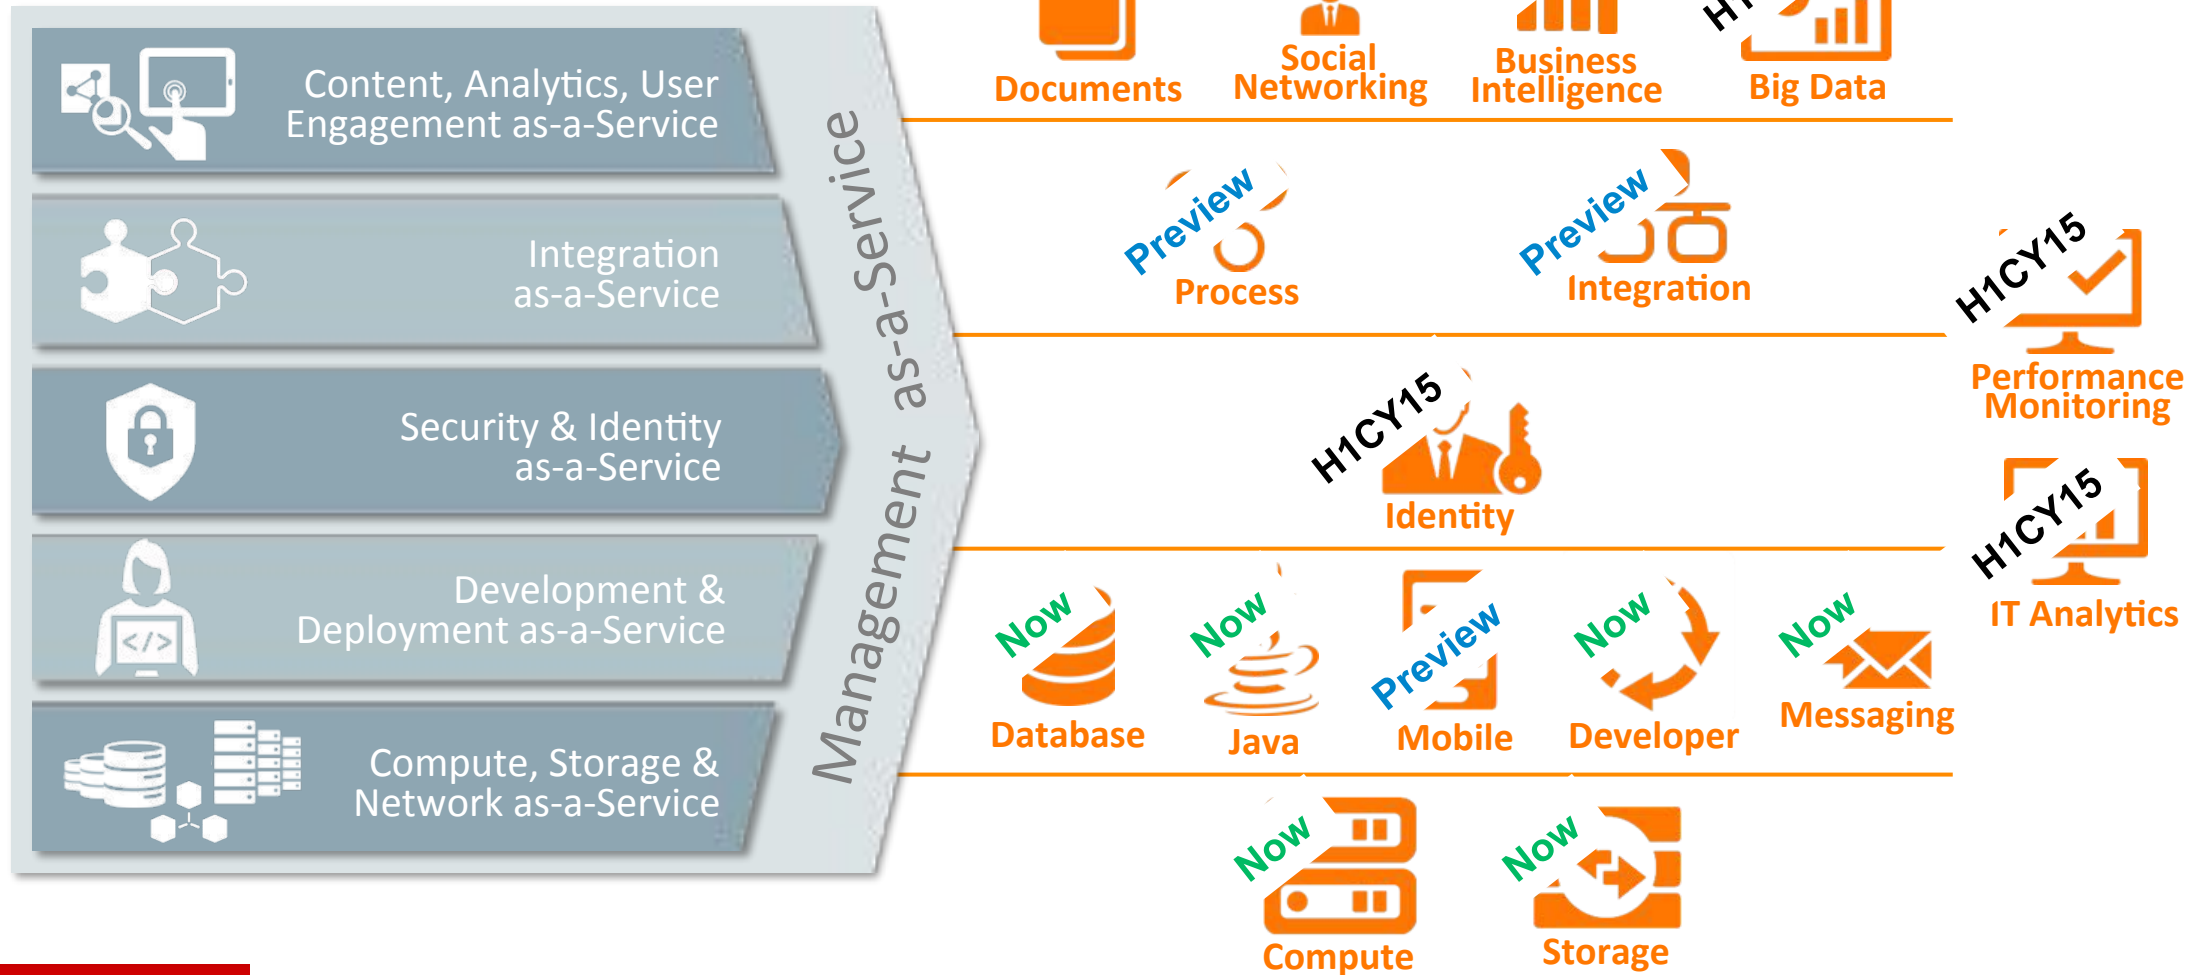 Content, Analytics, User
Engagement as-a-Service
Integration
as-a-Service
Security & Identity
as-a-Service
</>
Development &
Deployment as-a-Service
Compute, Storage &
Network as-a-Service
Management as-a-Service
Documents
Social
Networking
Business
Intelligence
Big Data
Preview
Process
Preview
Integration
H1CY15
Performance
Monitoring
H1CY15
Identity
H1CY15
IT Analytics
Now
Database
Now
Java
Preview
Mobile
Now
Developer
Now
Messaging
Now
Compute
Now
Storage